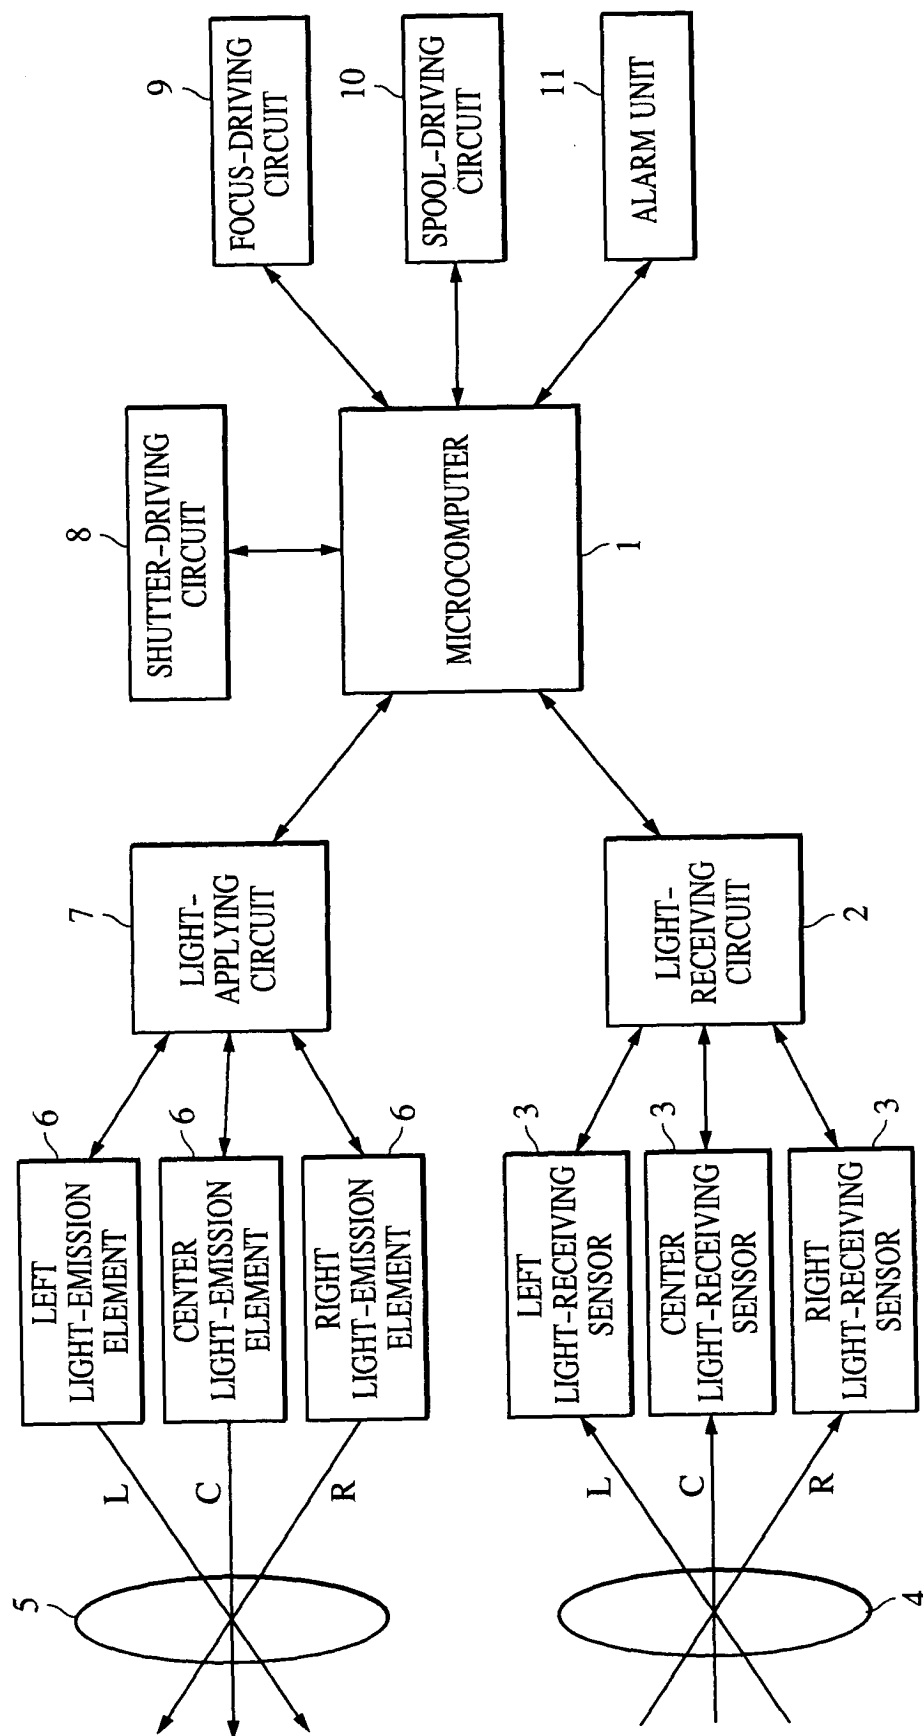 5
L
C
R
6
LEFT
LIGHT-EMISSION
ELEMENT
6
CENTER
LIGHT-EMISSION
ELEMENT
6
RIGHT
LIGHT-EMISSION
ELEMENT
7
LIGHT-
APPLYING
CIRCUIT
8
SHUTTER-DRIVING
CIRCUIT
MICROCOMPUTER
1
9
FOCUS-DRIVING
CIRCUIT
10
SPOOL-DRIVING
CIRCUIT
11
ALARM UNIT
4
L
C
R
3
LEFT
LIGHT-RECEIVING
SENSOR
3
CENTER
LIGHT-RECEIVING
SENSOR
3
RIGHT
LIGHT-RECEIVING
SENSOR
LIGHT-
RECEIVING
CIRCUIT
2